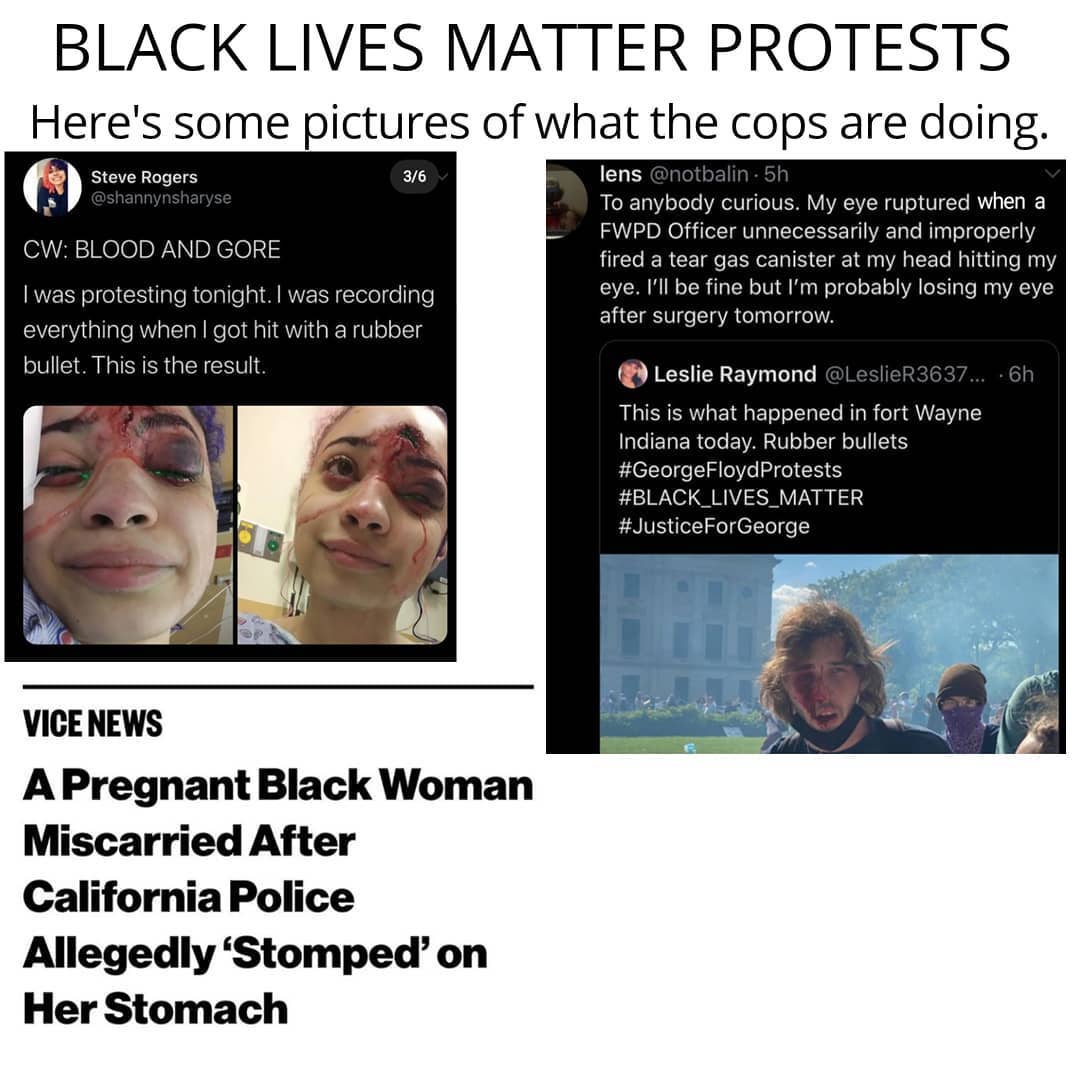 BLACK LIVES MATTER PROTESTS
Here's some pictures of what the cops are doing.
Steve Rogers
@shannynsharyse
3/6
CW: BLOOD AND GORE
I was protesting tonight. I was recording
everything when I got hit with a rubber
bullet. This is the result.
lens @notbalin · 5h
To anybody curious. My eye ruptured when a
FWPD Officer unnecessarily and improperly
fired a tear gas canister at my head hitting my
eye. I'll be fine but I'm probably losing my eye
after surgery tomorrow.
Leslie Raymond @LeslieR3637... · 6h
This is what happened in fort Wayne
Indiana today. Rubber bullets
#GeorgeFloydProtests
#BLACK_LIVES_MATTER
#JusticeForGeorge
VICE NEWS
A Pregnant Black Woman
Miscarried After
California Police
Allegedly ‘Stomped’ on
Her Stomach